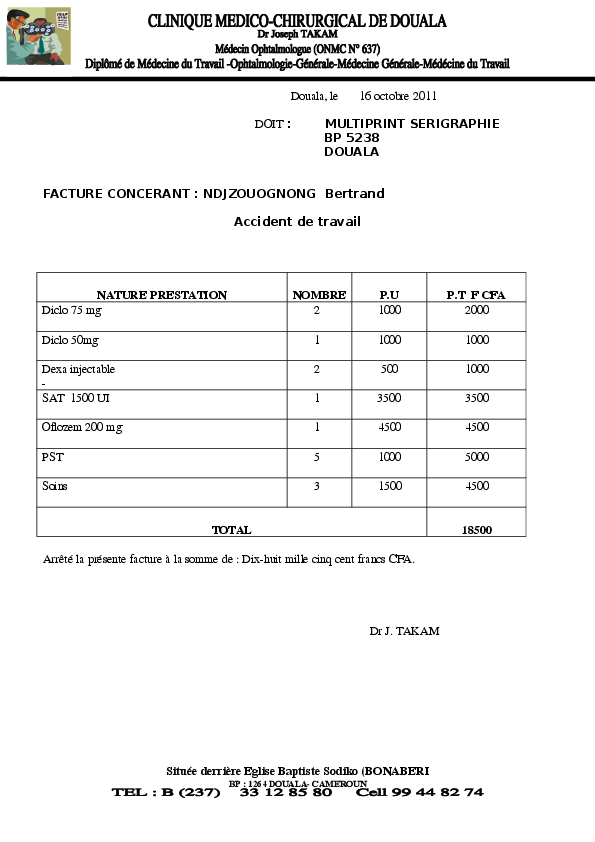 CLINIQUE MEDICO-CHIRURGICAL DE DOUALA
Dr Joseph TAKAM
Médecin Ophtalmologue (ONMC N° 637)
Diplômé de Médecine du Travail -Ophtalmologie-Générale-Médecine Générale-Médécine du Travail
Douala, le 16 octobre 2011
DOIT : MULTIPRINT SERIGRAPHIE
BP 5238
DOUALA
FACTURE CONCERANT : NDJZOUOGNONG Bertrand
Accident de travail
NATURE PRESTATION NOMBRE P.U P.T F CFA
Diclo 75 mg 2 1000 2000
Diclo 50mg 1 1000 1000
Dexa injectable 2 500 1000
-
SAT 1500 UI 1 3500 3500
Oflozem 200 mg 1 4500 4500
PST 5 1000 5000
Soins 3 1500 4500
TOTAL 18500
Arrêté la présente facture à la somme de : Dix-huit mille cinq cent francs CFA.
Dr J. TAKAM
Située derrière Eglise Baptiste Sodiko (BONABERI
BP : 1264 DOUALA- CAMEROUN
TEL : B (237) 33 12 85 80 Cell 99 44 82 74